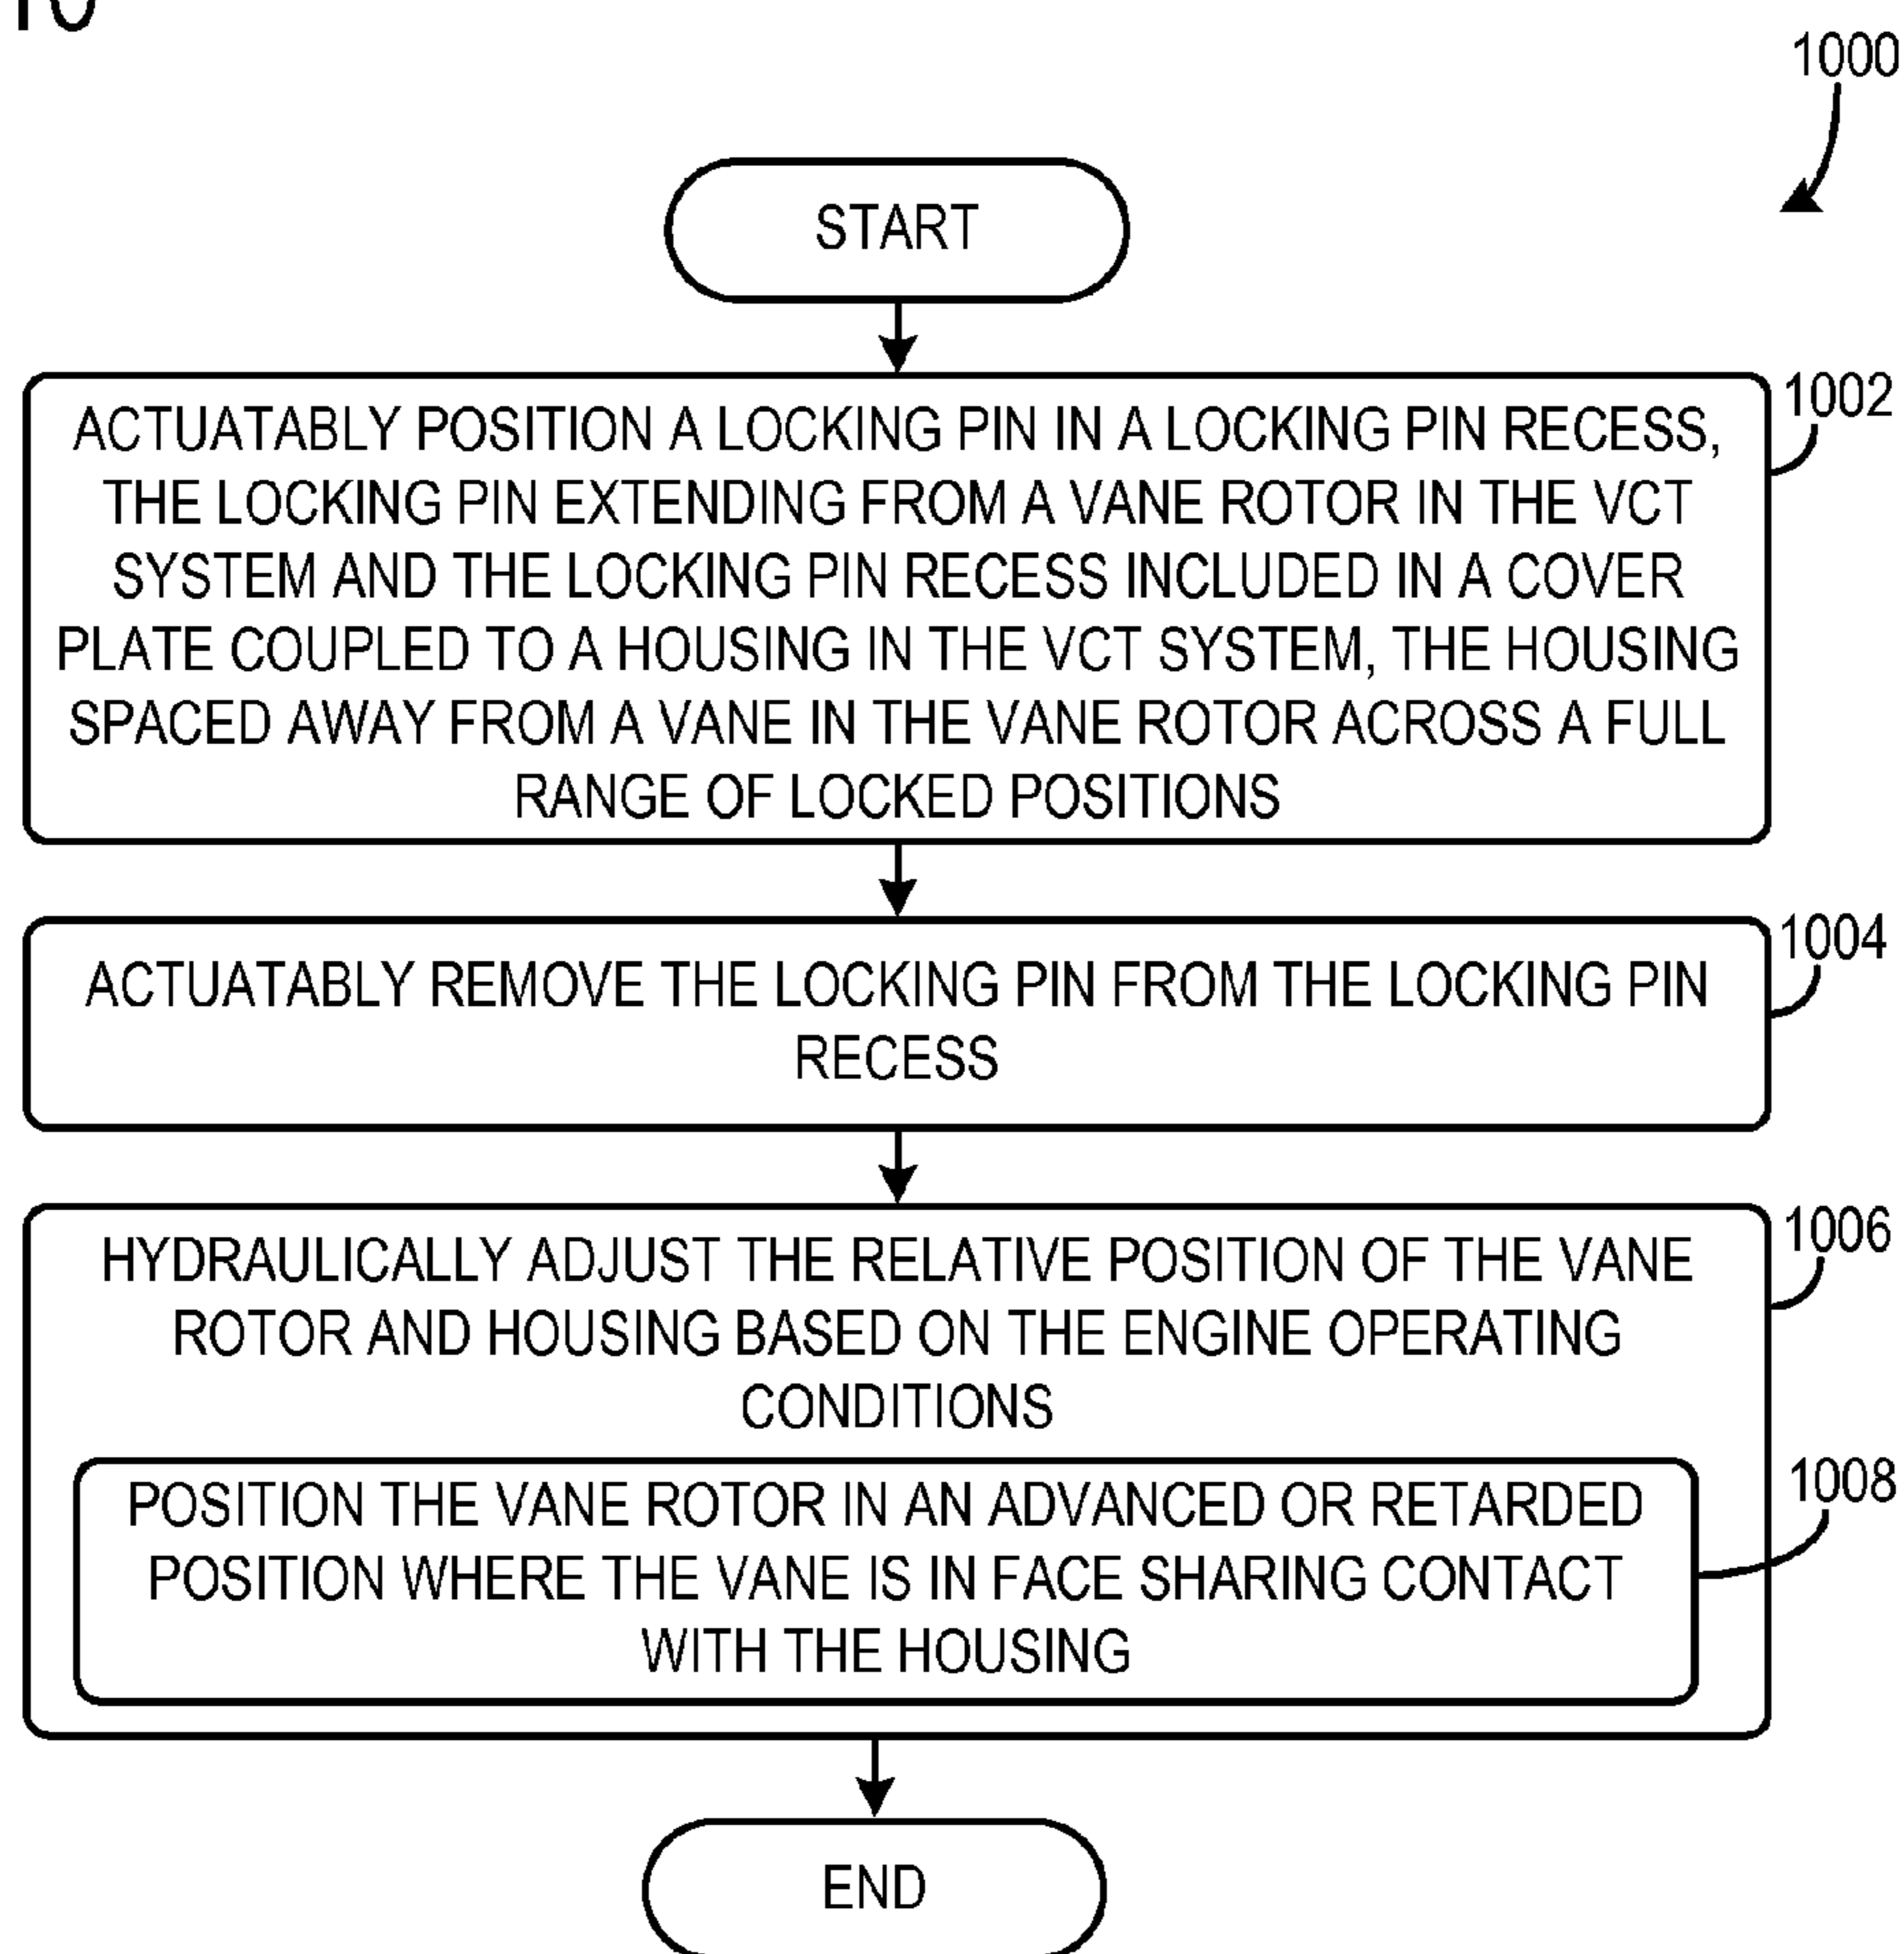 10
1000
START
1002
ACTUATABLY POSITION A LOCKING PIN IN A LOCKING PIN RECESS,
THE LOCKING PIN EXTENDING FROM A VANE ROTOR IN THE VCT
SYSTEM AND THE LOCKING PIN RECESS INCLUDED IN A COVER
PLATE COUPLED TO A HOUSING IN THE VCT SYSTEM, THE HOUSING
SPACED AWAY FROM A VANE IN THE VANE ROTOR ACROSS A FULL
RANGE OF LOCKED POSITIONS
1004
ACTUATABLY REMOVE THE LOCKING PIN FROM THE LOCKING PIN
RECESS
1006
HYDRAULICALLY ADJUST THE RELATIVE POSITION OF THE VANE
ROTOR AND HOUSING BASED ON THE ENGINE OPERATING
CONDITIONS
1008
POSITION THE VANE ROTOR IN AN ADVANCED OR RETARDED
POSITION WHERE THE VANE IS IN FACE SHARING CONTACT
WITH THE HOUSING
END